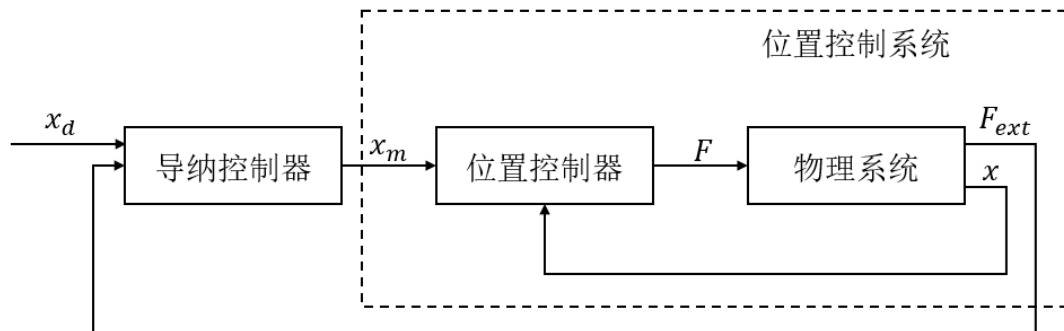 位置控制系统
x_d
导纳控制器
x_m
位置控制器
F
物理系统
F_ext
x